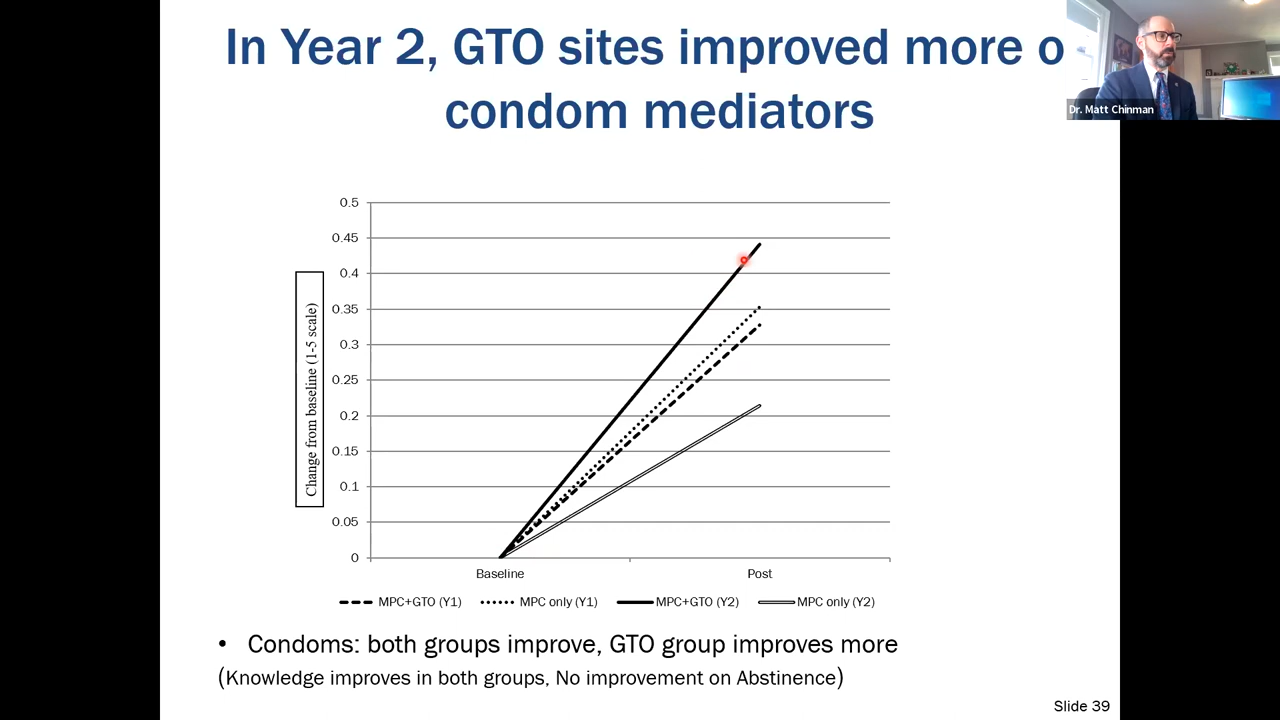 In Year 2, GTO sites improved more o
condom mediators
Dr. Matt Chinman
0.5
0.45
0.4
0.35
0.3
0.25
0.2
0.15
0.1
0.05
0
Change from baseline (1-5 scale)
Baseline Post
MPC+GTO (Y1) MPC only (Y1) MPC+GTO (Y2) MPC only (Y2)
• Condoms: both groups improve, GTO group improves more
(Knowledge improves in both groups, No improvement on Abstinence)
Slide 39